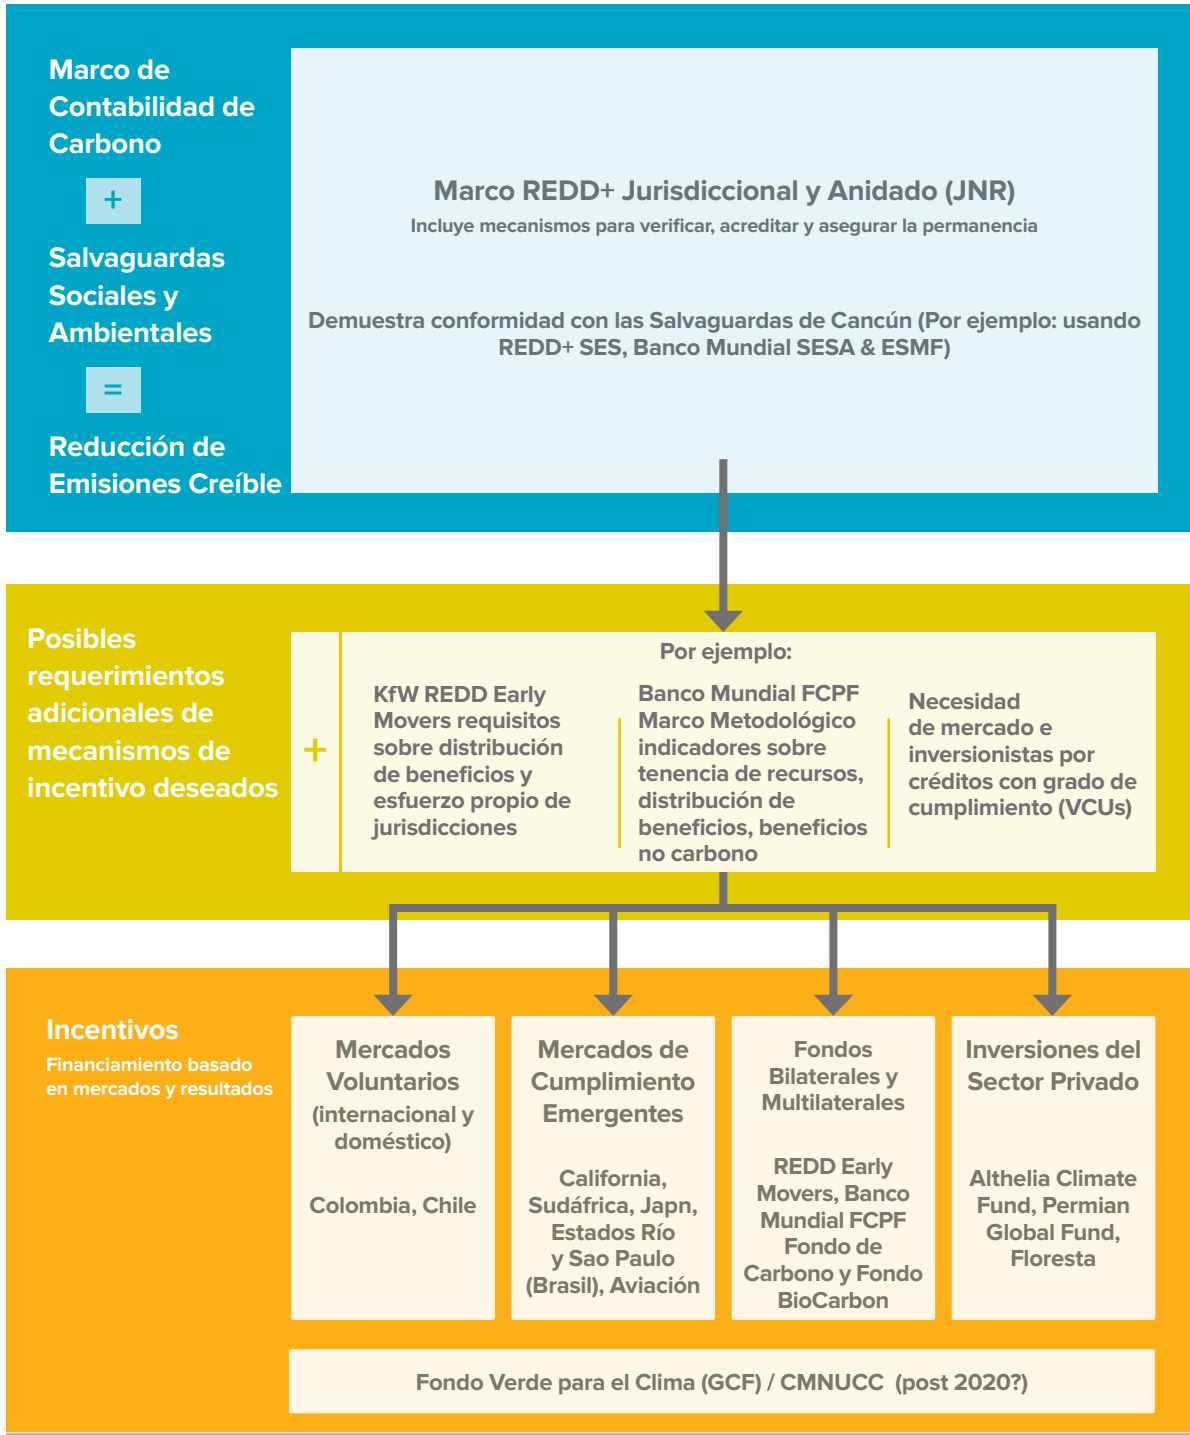 Marco de
Contabilidad de
Carbono
+
Salvaguardas
Sociales y
Ambientales
=
Reducción de
Emisiones Creíble
Marco REDD+ Jurisdiccional y Anidado (JNR)
Incluye mecanismos para verificar, acreditar y asegurar la permanencia
Demuestra conformidad con las Salvaguardas de Cancún (Por ejemplo: usando
REDD+ SES, Banco Mundial SESA & ESMF)
Posibles
requerimientos
adicionales de
mecanismos de
incentivo deseados
+
Por ejemplo:
KfW REDD Early
Movers requisitos
sobre distribución
de beneficios y
esfuerzo propio de
jurisdicciones
Banco Mundial FCPF
Marco Metodológico
indicadores sobre
tenencia de recursos,
distribución de
beneficios, beneficios
no carbono
Necesidad
de mercado e
inversionistas por
créditos con grado de
cumplimiento (VCUs)
Incentivos
Financiamiento basado
en mercados y resultados
Mercados
Voluntarios
(internacional y
doméstico)
Colombia, Chile
Mercados de
Cumplimiento
Emergentes
California,
Sudáfrica, Japn,
Estados Río
y Sao Paulo
(Brasil), Aviación
Fondos
Bilaterales y
Multilaterales
REDD Early
Movers, Banco
Mundial FCPF
Fondo de
Carbono y Fondo
BioCarbon
Inversiones del
Sector Privado
Althelia Climate
Fund, Permian
Global Fund,
Floresta
Fondo Verde para el Clima (GCF) / CMNUCC (post 2020?)